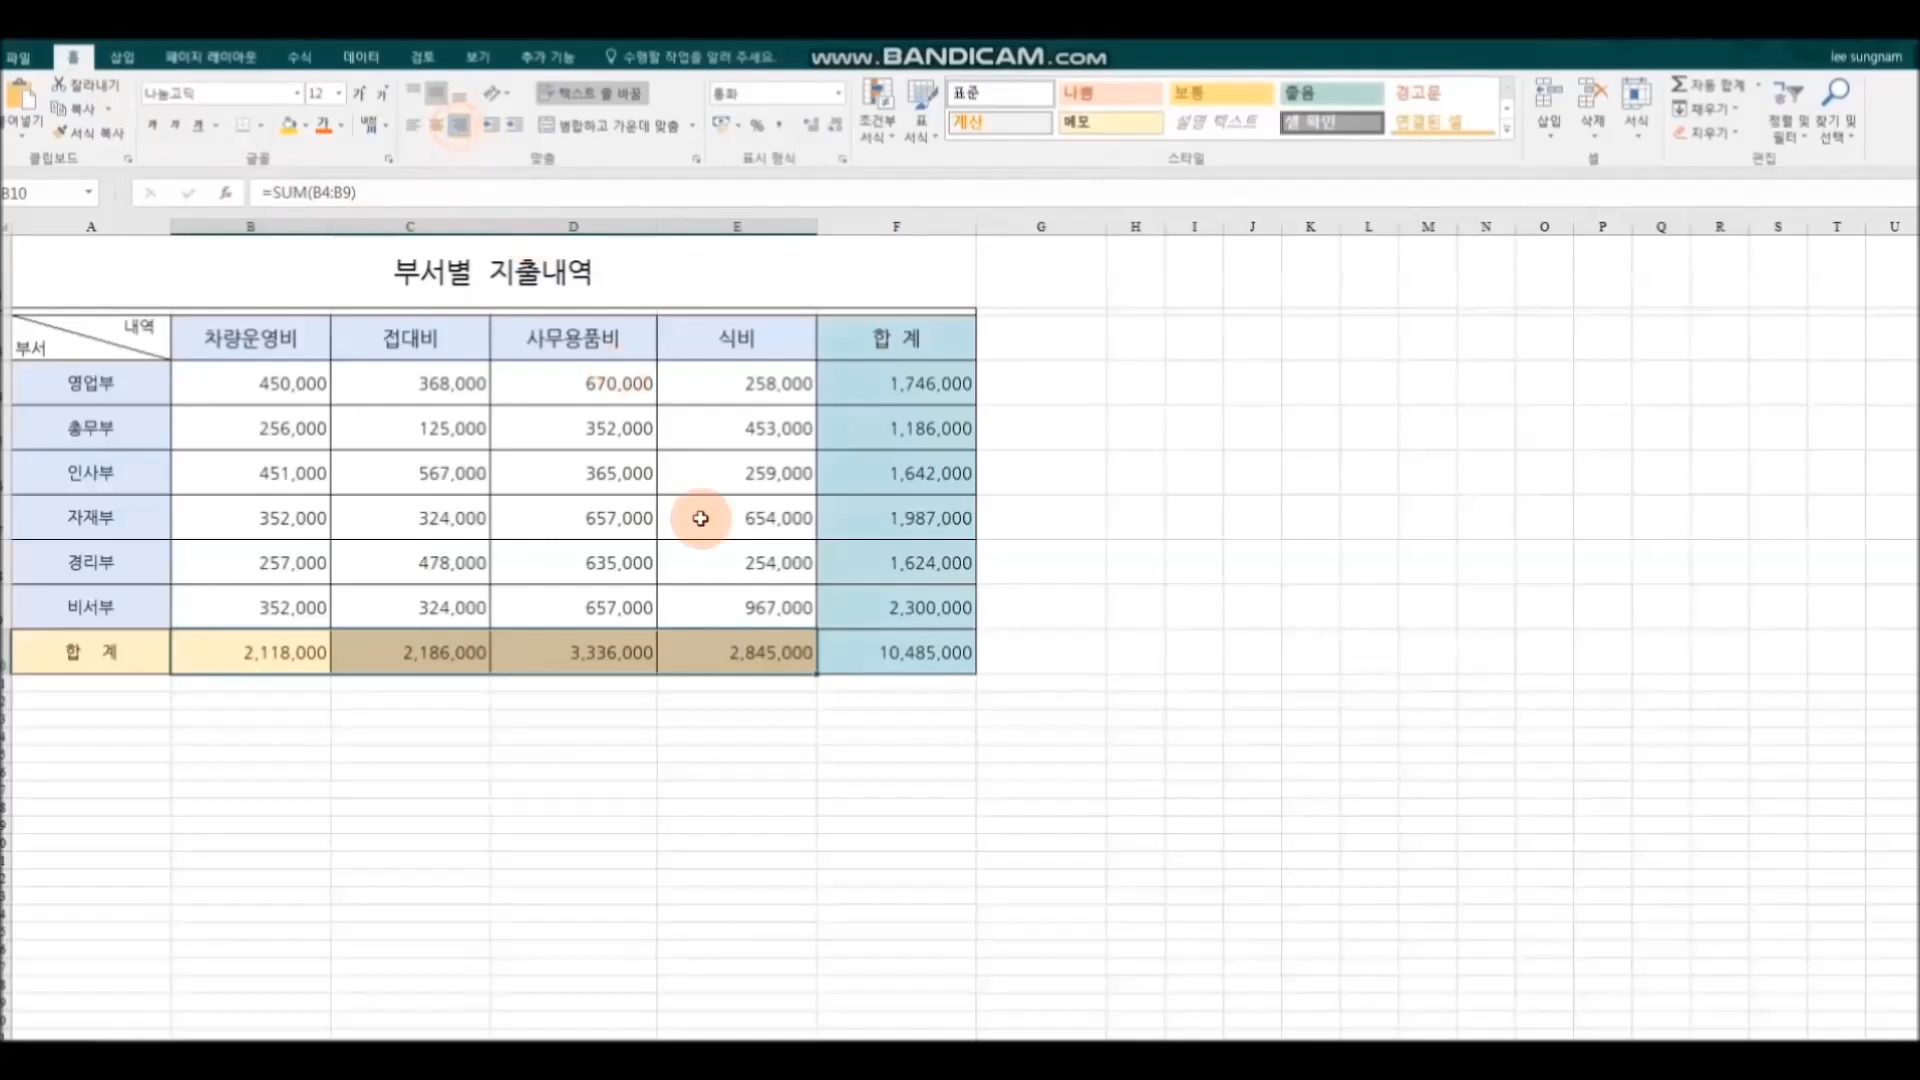 파일 홈 삽입 페이지 레이아웃 수식 데이터 검토 보기 추가 기능 수행할 작업을 알려 주세요. www.BANDICAM.com lee sungnam
잘라내기 나눔고딕 12 가 가 텍스트 줄 바꿈 통화 표준 나쁨 보통 좋음 경고문 자동 합계
복사 채우기
붙여넣기 서식 복사 가 가 가 가 병합하고 가운데 맞춤 % 조건부 서식 표 서식 계산 메모 설명 텍스트 셀 확인 연결된 셀 삽입 삭제 서식 지우기 정렬 및 필터 찾기 및 선택
클립보드 글꼴 맞춤 표시 형식 스타일 셀 편집
B10 fx =SUM(B4:B9)
A B C D E F G H I J K L M N O P Q R S T U
부서별 지출내역
내역 부서 차량운영비 접대비 사무용품비 식비 합 계
영업부 450,000 368,000 670,000 258,000 1,746,000
총무부 256,000 125,000 352,000 453,000 1,186,000
인사부 451,000 567,000 365,000 259,000 1,642,000
자재부 352,000 324,000 657,000 654,000 1,987,000
경리부 257,000 478,000 635,000 254,000 1,624,000
비서부 352,000 324,000 657,000 967,000 2,300,000
합 계 2,118,000 2,186,000 3,336,000 2,845,000 10,485,000